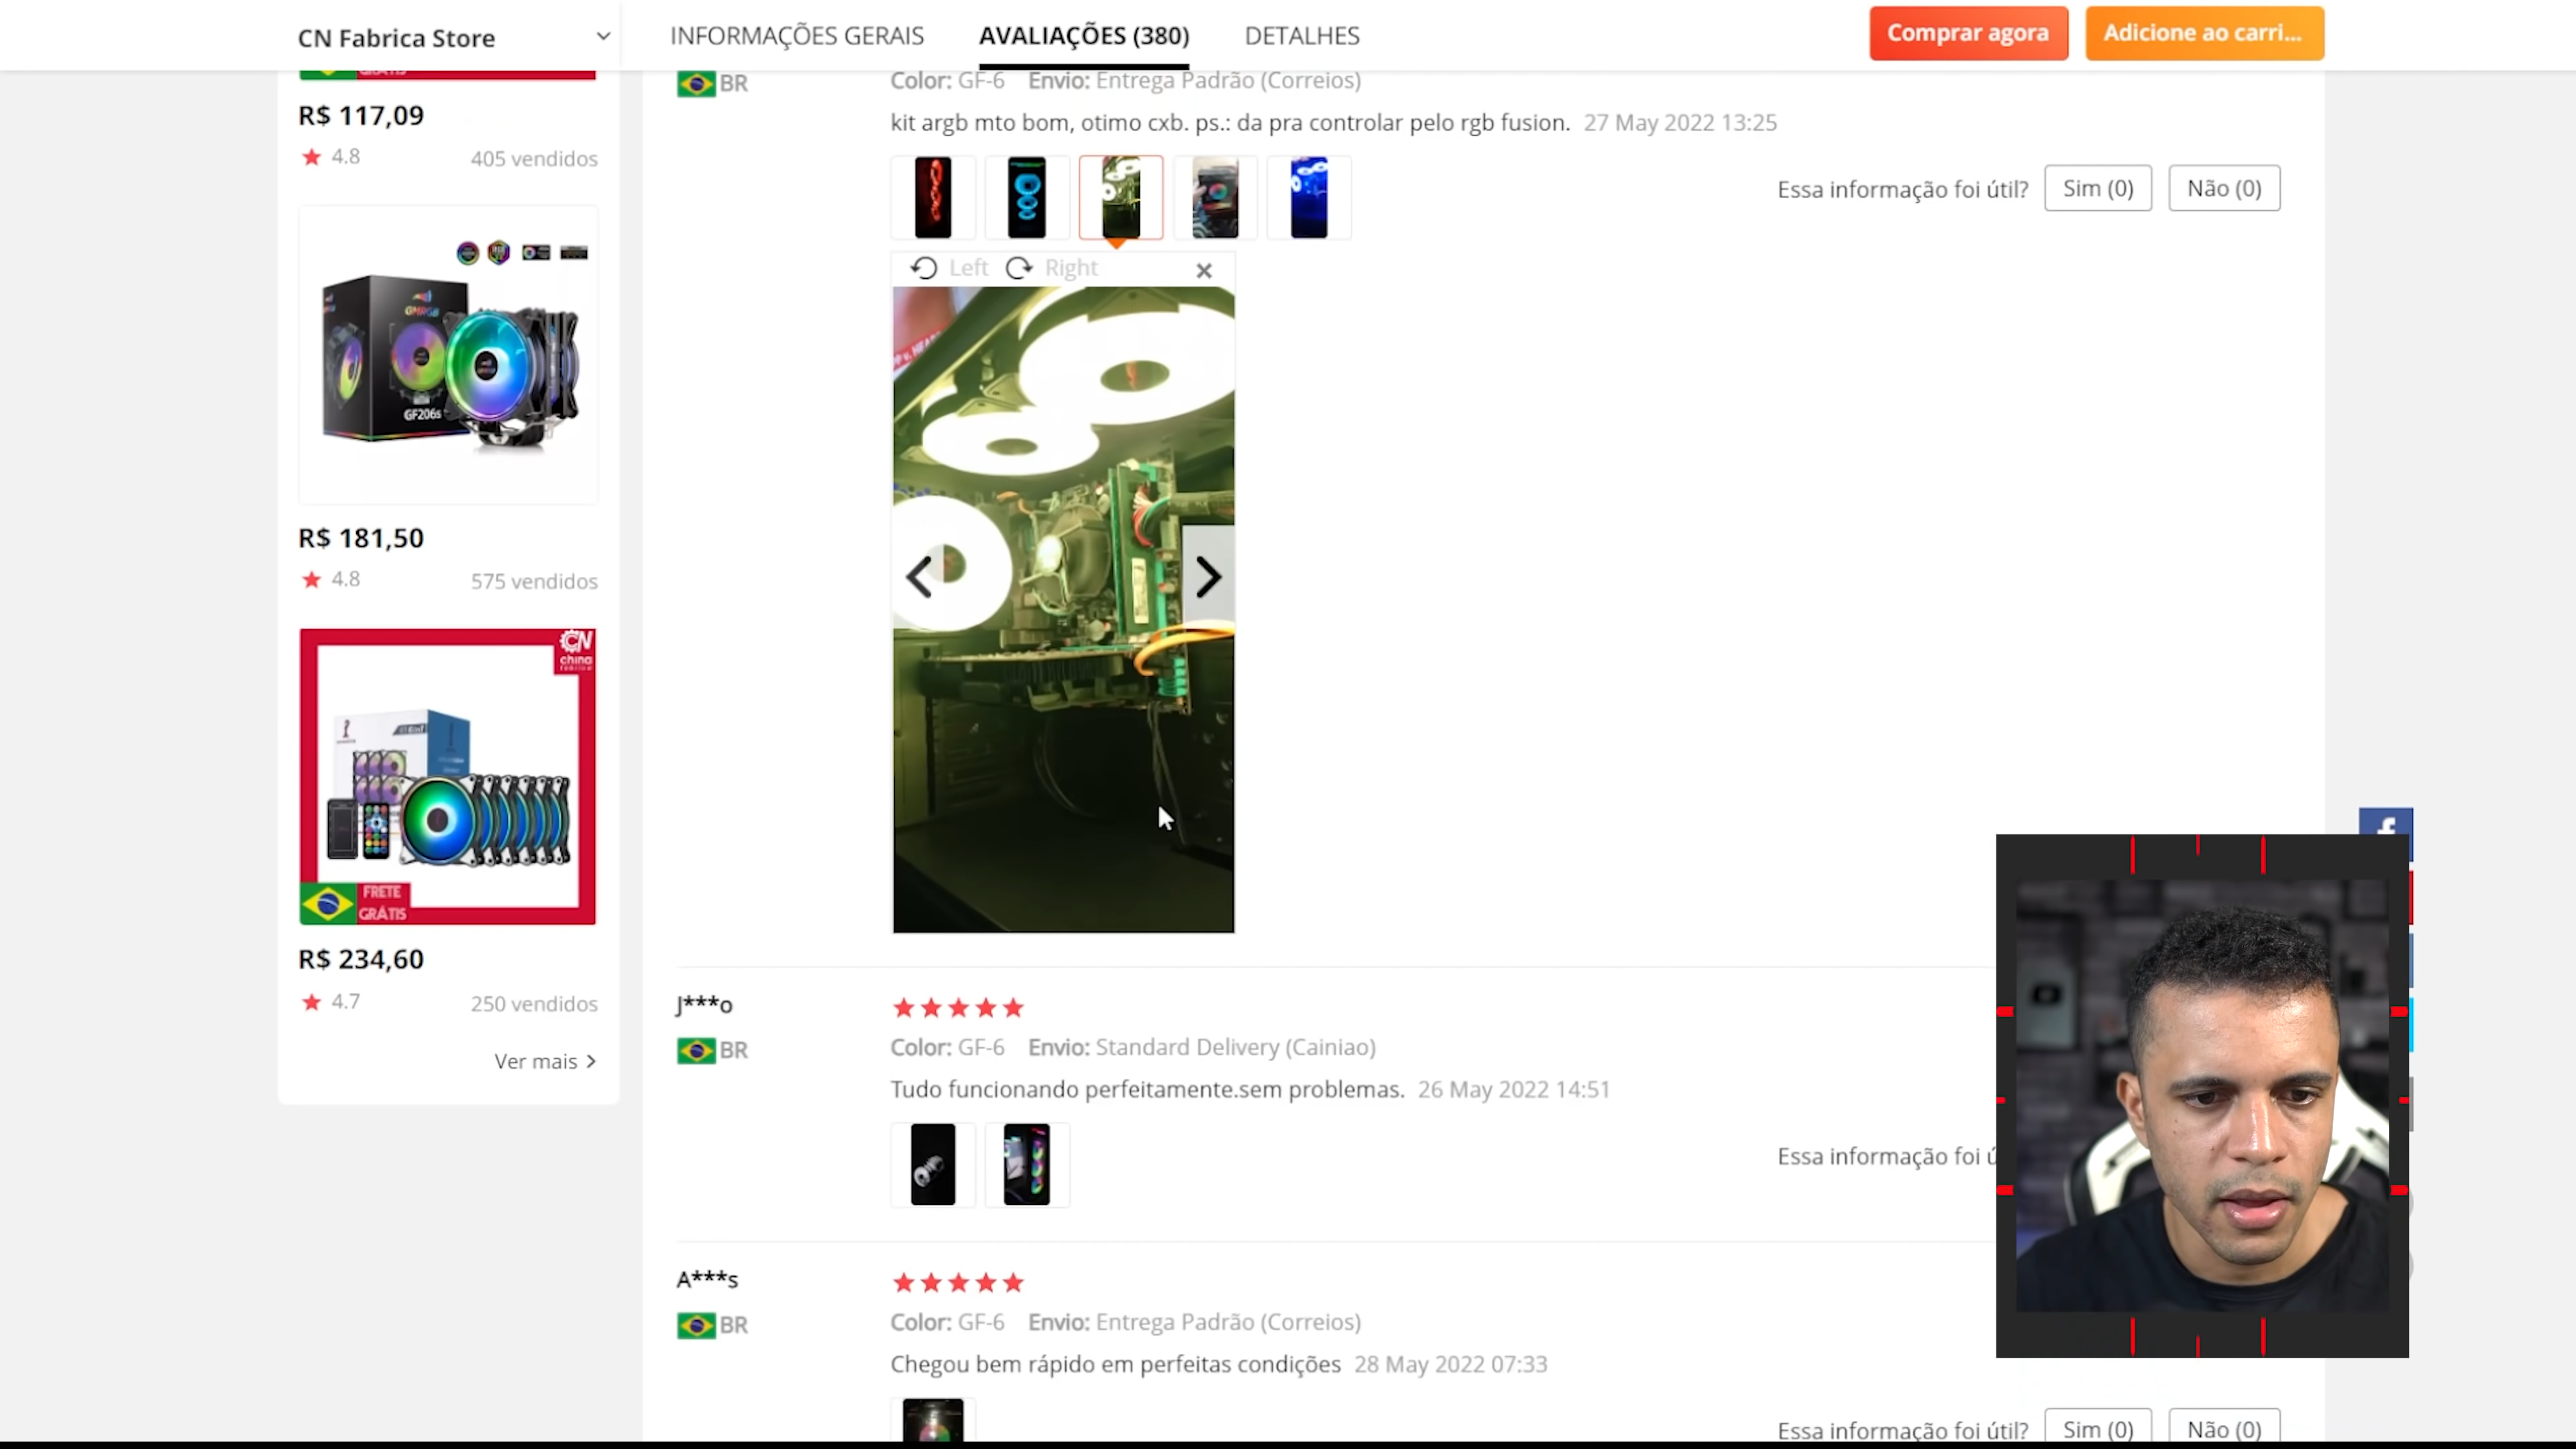 CN Fabrica Store
INFORMAÇÕES GERAIS
AVALIAÇÕES (380)
DETALHES
Comprar agora
Adicione ao carri...
R$ 117,09
4.8
405 vendidos
GF206s
R$ 181,50
4.8
575 vendidos
CN
china
FRETE
GRÁTIS
R$ 234,60
4.7
250 vendidos
Ver mais
BR
Color: GF-6 Envio: Entrega Padrão (Correios)
kit argb mto bom, otimo cxb. ps.: da pra controlar pelo rgb fusion. 27 May 2022 13:25
Essa informação foi útil? Sim (0) Não (0)
Left Right
J***o
BR
Color: GF-6 Envio: Standard Delivery (Cainiao)
Tudo funcionando perfeitamente.sem problemas. 26 May 2022 14:51
Essa informação foi ú
A***s
BR
Color: GF-6 Envio: Entrega Padrão (Correios)
Chegou bem rápido em perfeitas condições 28 May 2022 07:33
Essa informação foi útil? Sim (0) Não (0)